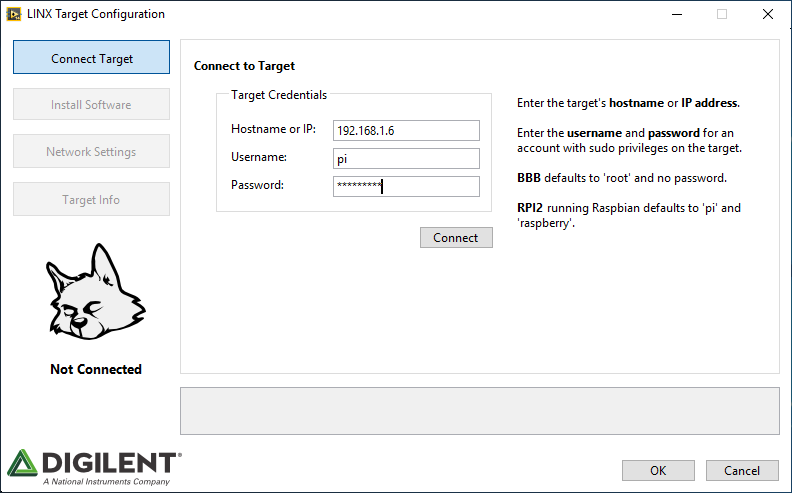 LINX Target Configuration
Connect Target
Install Software
Network Settings
Target Info
Not Connected
Connect to Target
Target Credentials
Hostname or IP: 192.168.1.6
Username: pi
Password: *********
Connect
Enter the target's hostname or IP address.
Enter the username and password for an
account with sudo privileges on the target.
BBB defaults to 'root' and no password.
RPI2 running Raspbian defaults to 'pi' and
'raspberry'.
DIGILENT®
A National Instruments Company
OK
Cancel